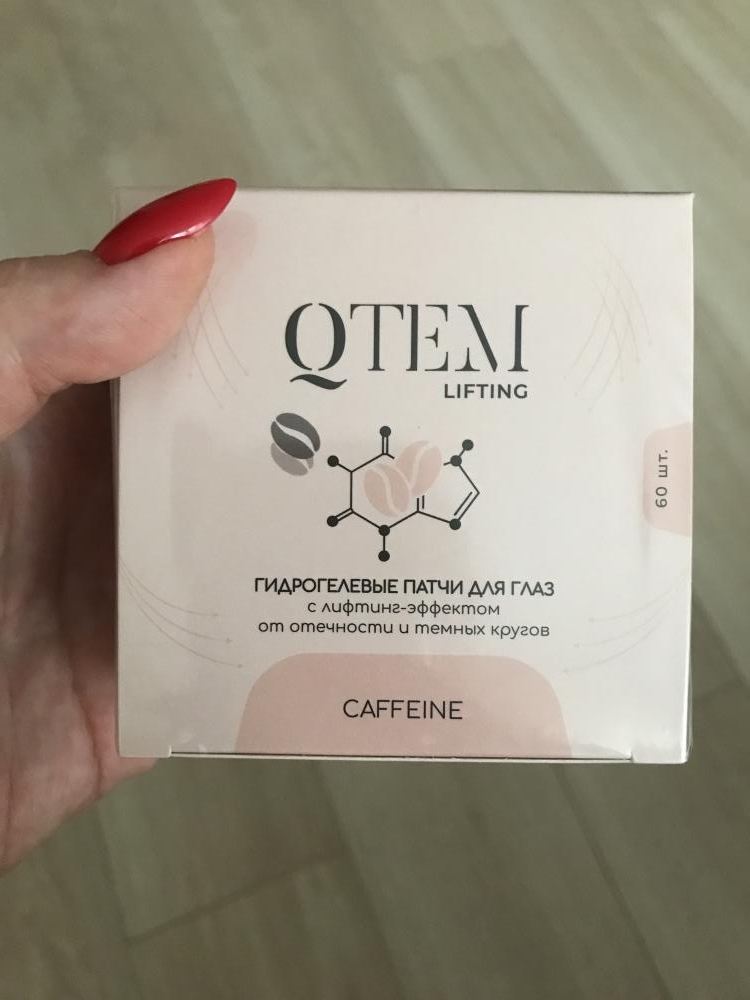 QTEM
LIFTING
60 шт.
ГИДРОГЕЛЕВЫЕ ПАТЧИ ДЛЯ ГЛАЗ
с лифтинг-эффектом
от отечности и темных кругов
CAFFEINE